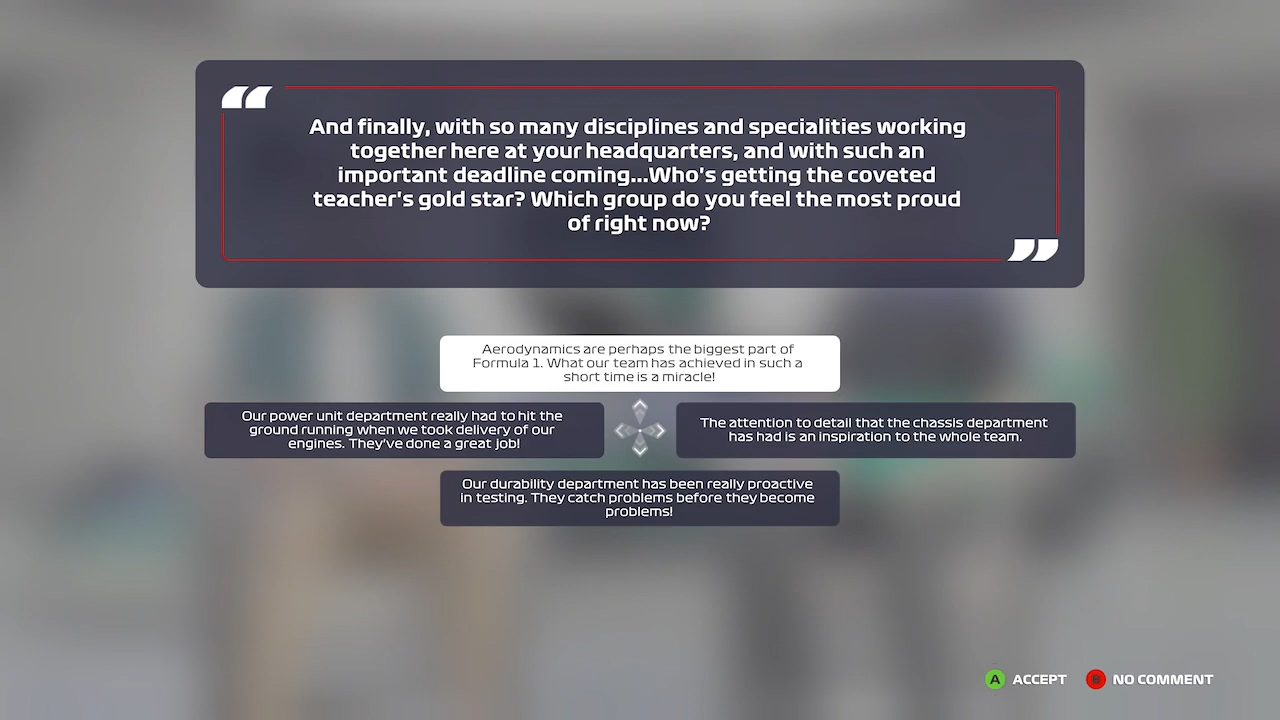 And finally, with so many disciplines and specialities working
together here at your headquarters, and with such an
important deadline coming...Who's getting the coveted
teacher's gold star? Which group do you feel the most proud
of right now?
Aerodynamics are perhaps the biggest part of
Formula 1. What our team has achieved in such a
short time is a miracle!
Our power unit department really had to hit the
ground running when we took delivery of our
engines. They've done a great job!
The attention to detail that the chassis department
has had is an inspiration to the whole team.
Our durability department has been really proactive
in testing. They catch problems before they become
problems!
A ACCEPT B NO COMMENT